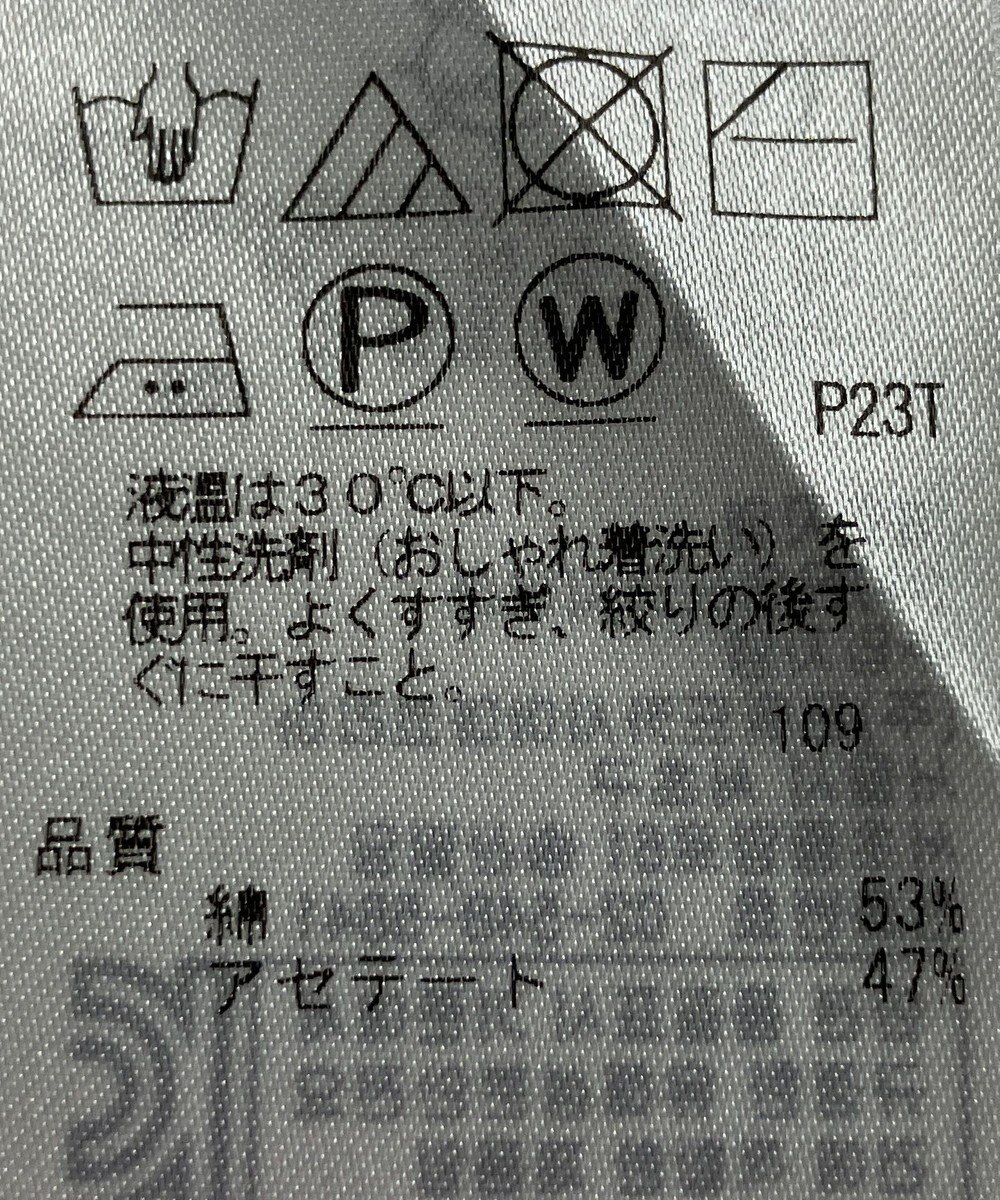 P
W
P23T
液温は30℃以下。
中性洗剤（おしゃれ着洗い）を
使用。よくすすぎ、絞りの後す
ぐに干すこと。
109
品質
綿 53%
アセテート 47%